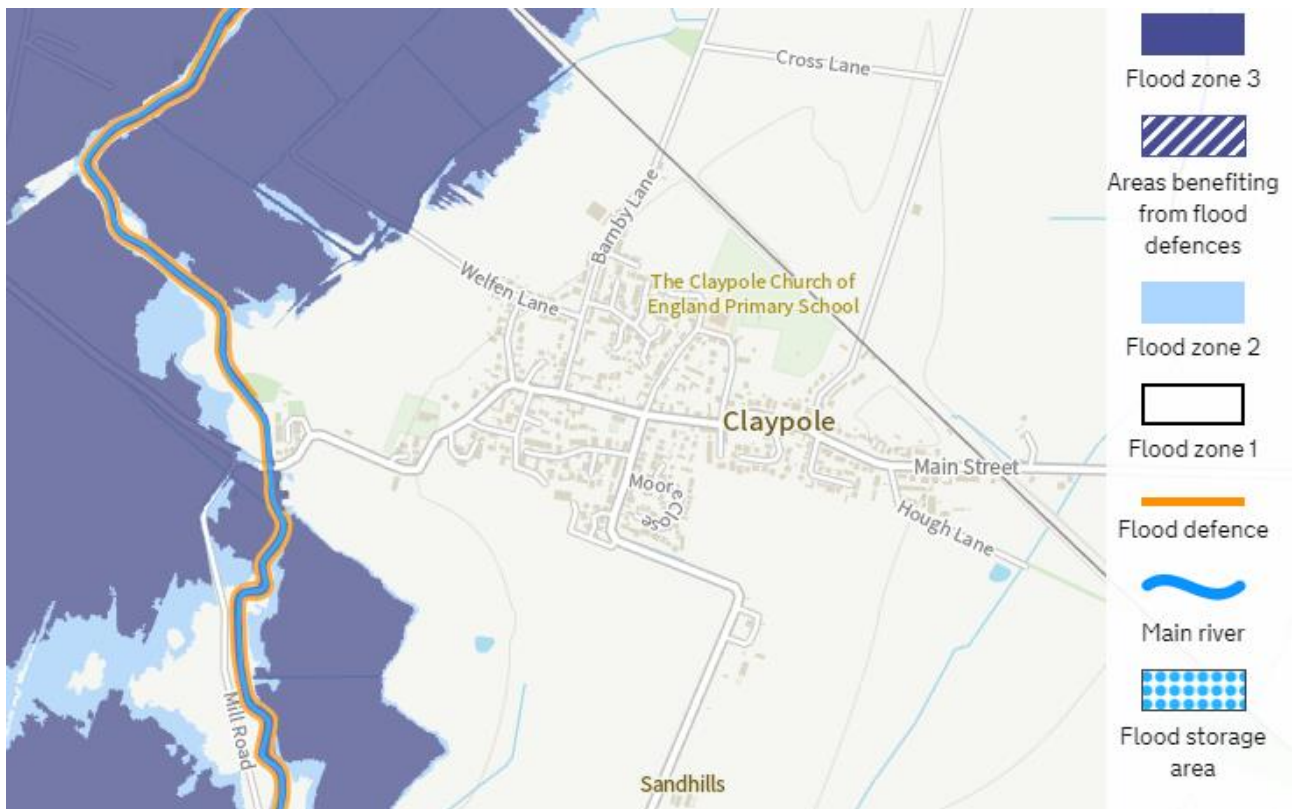 Cross Lane
Barnby Lane
Welfen Lane
The Claypole Church of
England Primary School
Claypole
Main Street
Moore Close
Hough Lane
Mill Road
Sandhills
Flood zone 3
Areas benefiting
from flood
defences
Flood zone 2
Flood zone 1
Flood defence
Main river
Flood storage
area